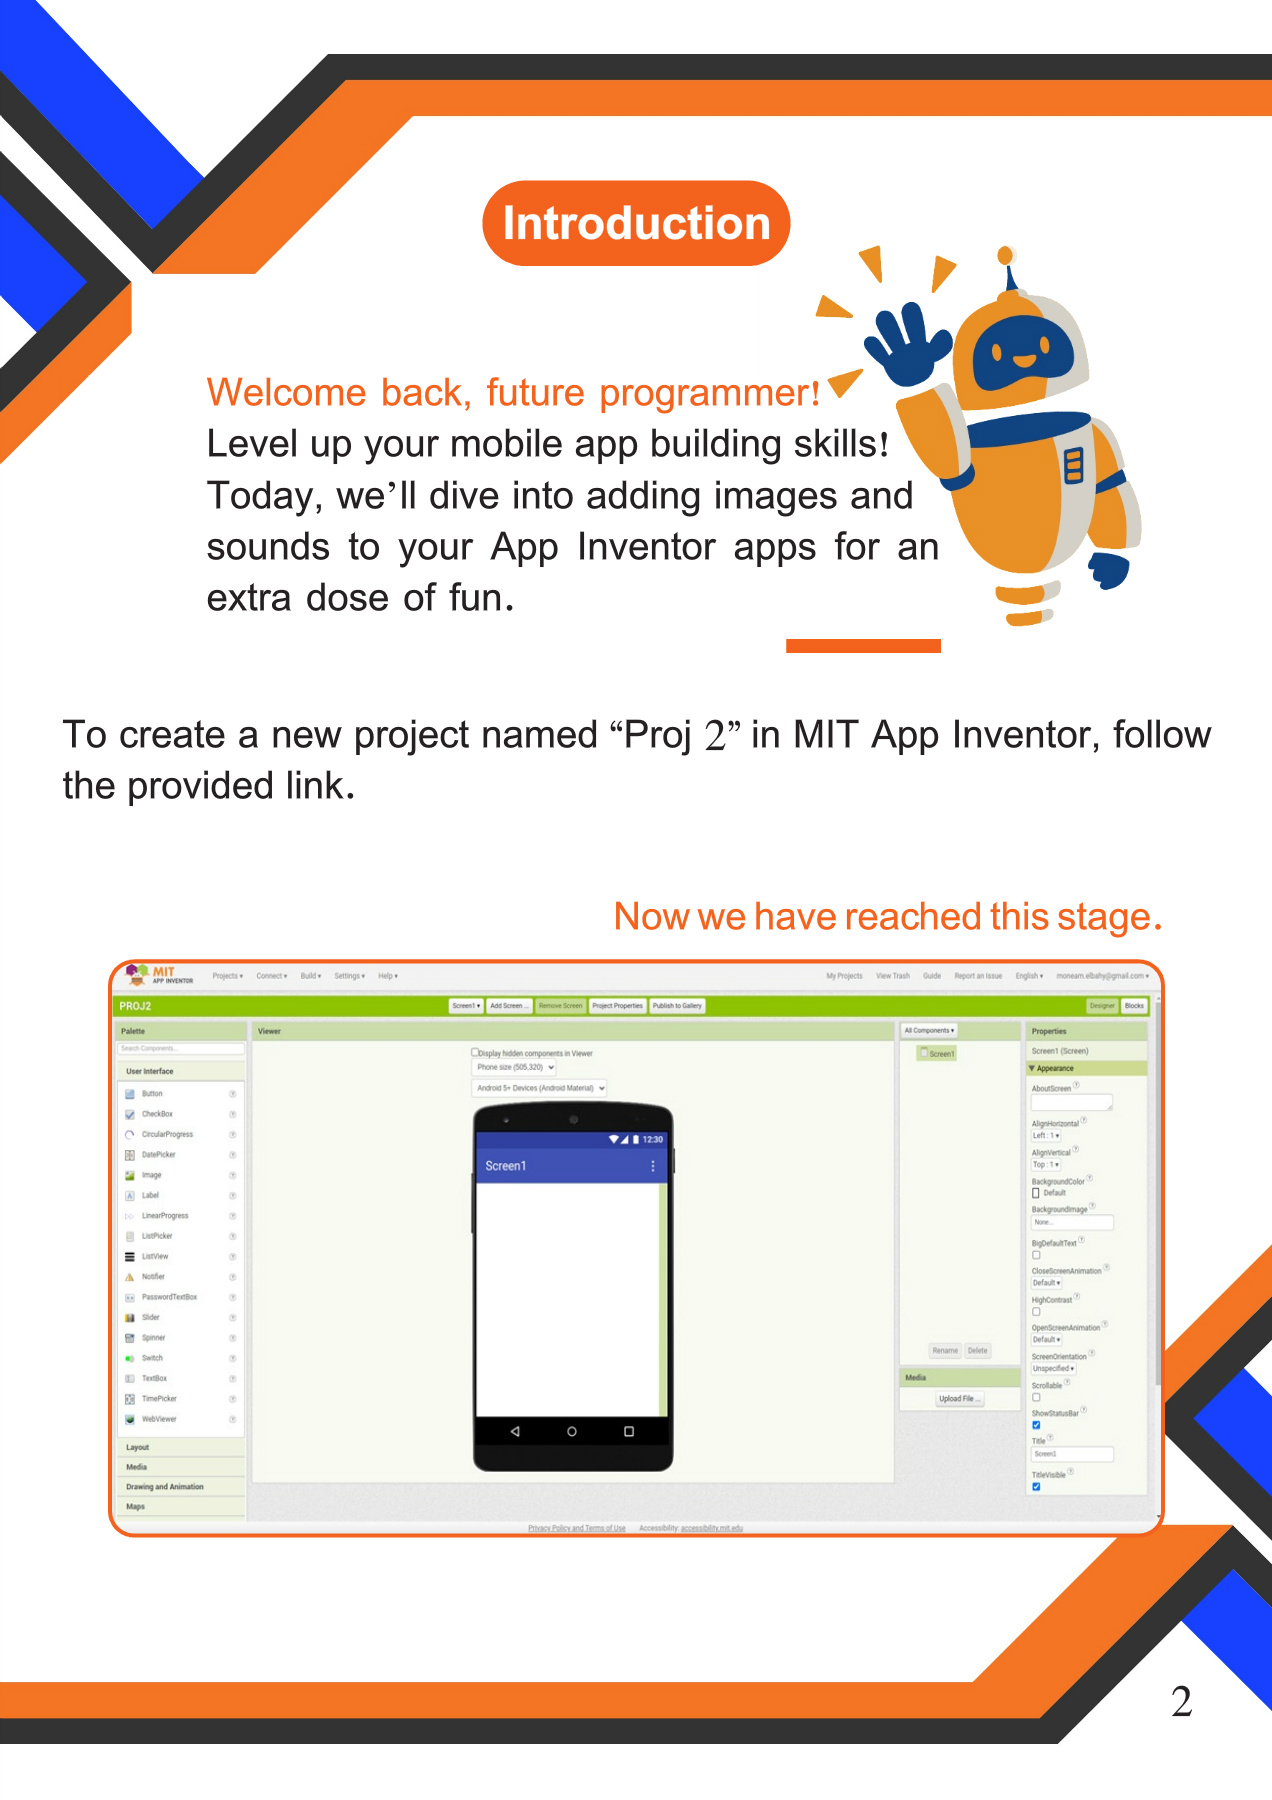 Introduction
Welcome back, future programmer!
Level up your mobile app building skills!
Today, we’ll dive into adding images and
sounds to your App Inventor apps for an
extra dose of fun.
To create a new project named “Proj 2” in MIT App Inventor, follow
the provided link.
Now we have reached this stage.
MIT
APP INVENTOR
Projects ▾ Connect ▾ Build ▾ Settings ▾ Help ▾ My Projects View Trash Guide Report an Issue English ▾ moneam.elbahy@gmail.com ▾
PROJ2
Screen1 ▾ Add Screen ... Remove Screen Project Properties Publish to Gallery Designer Blocks
Palette
Search Components...
User Interface
Button
CheckBox
CircularProgress
DatePicker
Image
Label
LinearProgress
ListPicker
ListView
Notifier
PasswordTextBox
Slider
Spinner
Switch
TextBox
TimePicker
WebViewer
Layout
Media
Drawing and Animation
Maps
Viewer
Display hidden components in Viewer
Phone size (505,320)
Android 5+ Devices (Android Material)
12:30
Screen1
All Components ▾
Screen1
Rename Delete
Media
Upload File ...
Properties
Screen1 (Screen)
▼ Appearance
AboutScreen
AlignHorizontal
Left : 1 ▾
AlignVertical
Top : 1 ▾
BackgroundColor
Default
BackgroundImage
None...
BigDefaultText
CloseScreenAnimation
Default ▾
HighContrast
OpenScreenAnimation
Default ▾
ScreenOrientation
Unspecified ▾
Scrollable
ShowStatusBar
Title
Screen1
TitleVisible
Privacy Policy and Terms of Use Accessibility: accessibility.mit.edu
2